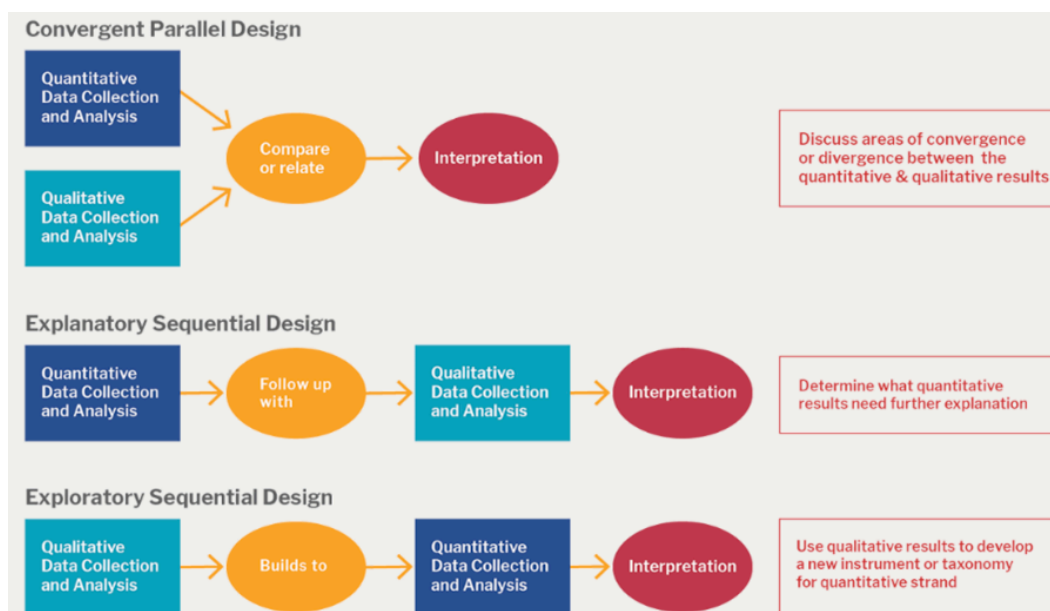 Convergent Parallel Design
Quantitative
Data Collection
and Analysis
Qualitative
Data Collection
and Analysis
Compare
or relate
Interpretation
Discuss areas of convergence
or divergence between the
quantitative & qualitative results
Explanatory Sequential Design
Quantitative
Data Collection
and Analysis
Follow up
with
Qualitative
Data Collection
and Analysis
Interpretation
Determine what quantitative
results need further explanation
Exploratory Sequential Design
Qualitative
Data Collection
and Analysis
Builds to
Quantitative
Data Collection
and Analysis
Interpretation
Use qualitative results to develop
a new instrument or taxonomy
for quantitative strand